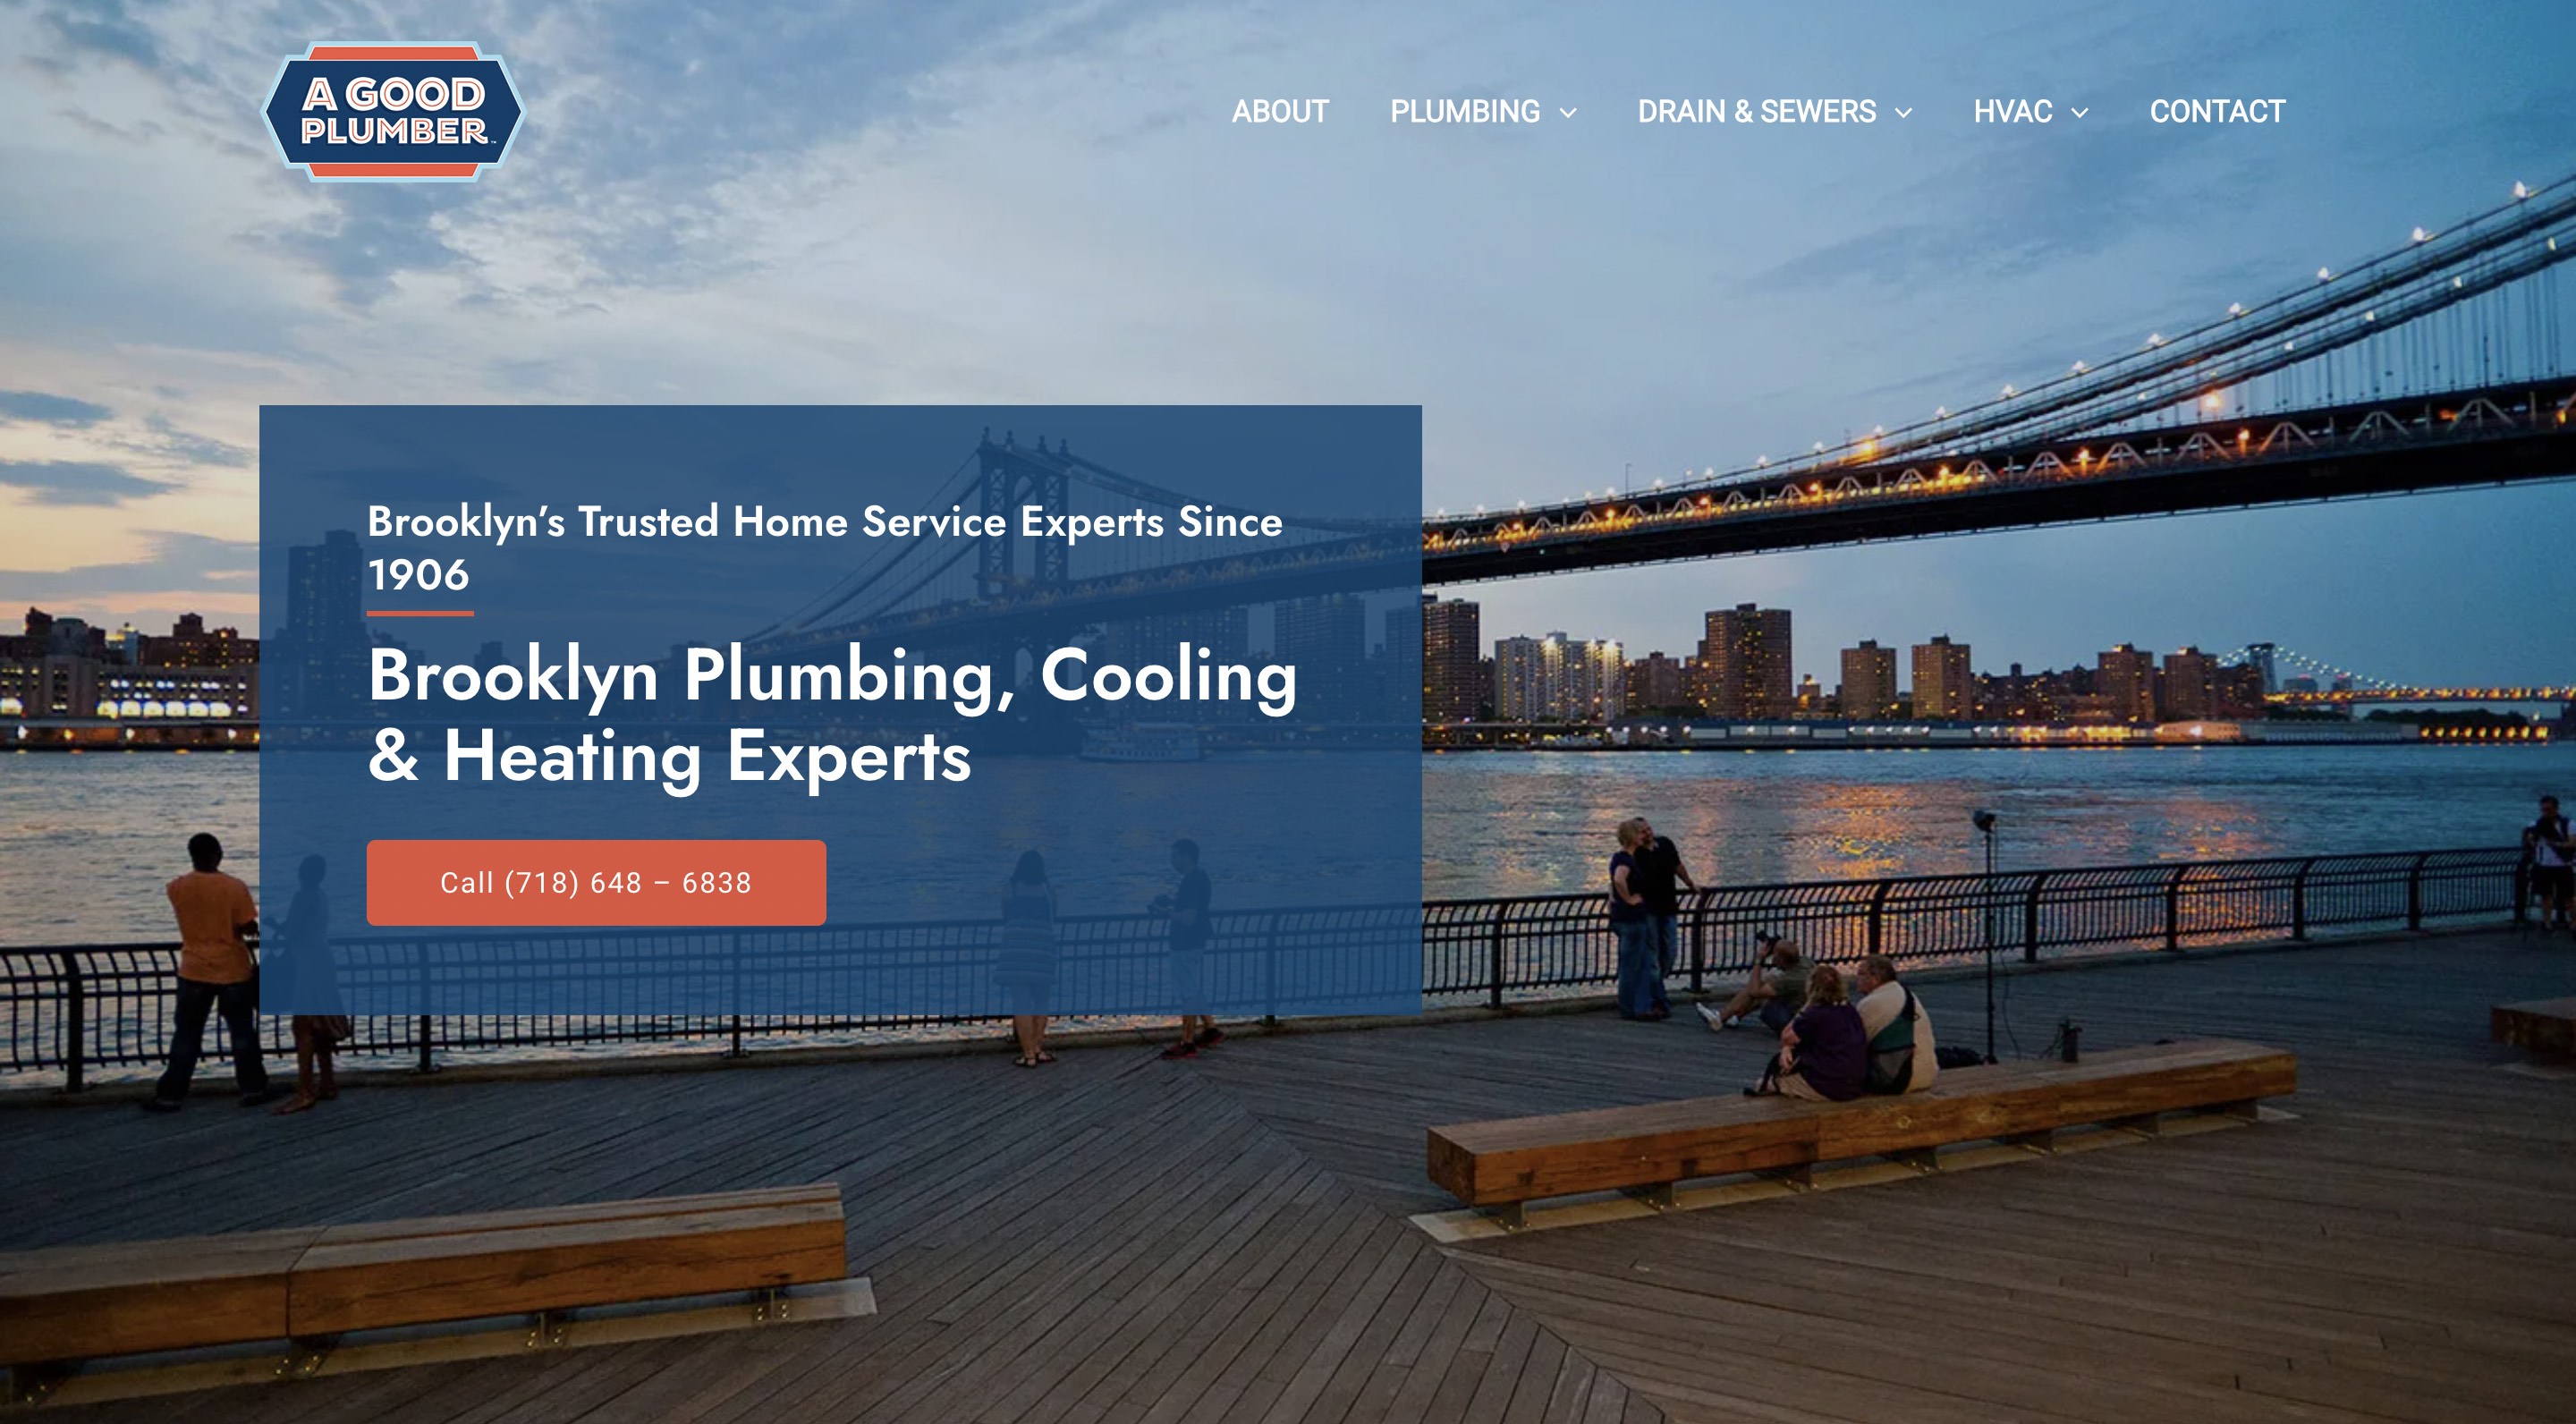 A GOOD
PLUMBER™
ABOUT
PLUMBING
DRAIN & SEWERS
HVAC
CONTACT
Brooklyn’s Trusted Home Service Experts Since
1906
Brooklyn Plumbing, Cooling
& Heating Experts
Call (718) 648 – 6838